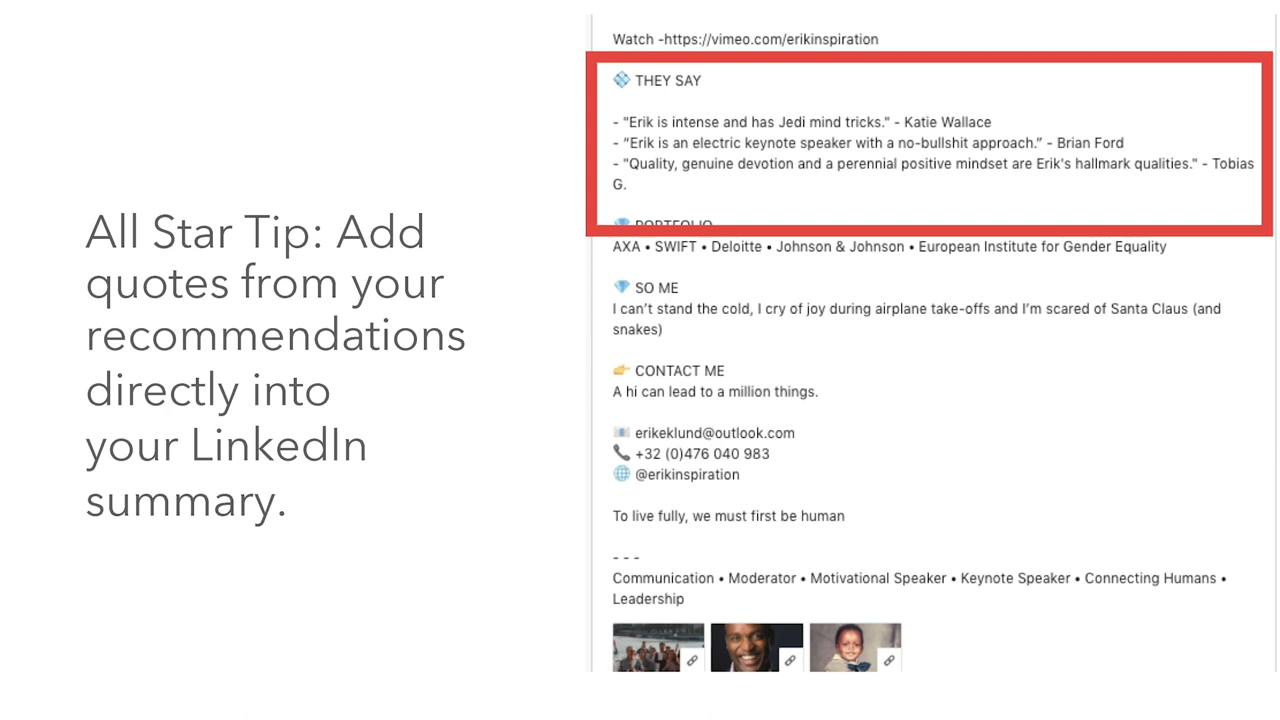 All Star Tip: Add
quotes from your
recommendations
directly into
your LinkedIn
summary.
Watch -https://vimeo.com/erikinspiration
THEY SAY
- "Erik is intense and has Jedi mind tricks." - Katie Wallace
- “Erik is an electric keynote speaker with a no-bullshit approach.” - Brian Ford
- "Quality, genuine devotion and a perennial positive mindset are Erik's hallmark qualities." - Tobias
G.
PORTFOLIO
AXA • SWIFT • Deloitte • Johnson & Johnson • European Institute for Gender Equality
SO ME
I can’t stand the cold, I cry of joy during airplane take-offs and I’m scared of Santa Claus (and
snakes)
CONTACT ME
A hi can lead to a million things.
erikeklund@outlook.com
+32 (0)476 040 983
@erikinspiration
To live fully, we must first be human
- - -
Communication • Moderator • Motivational Speaker • Keynote Speaker • Connecting Humans •
Leadership